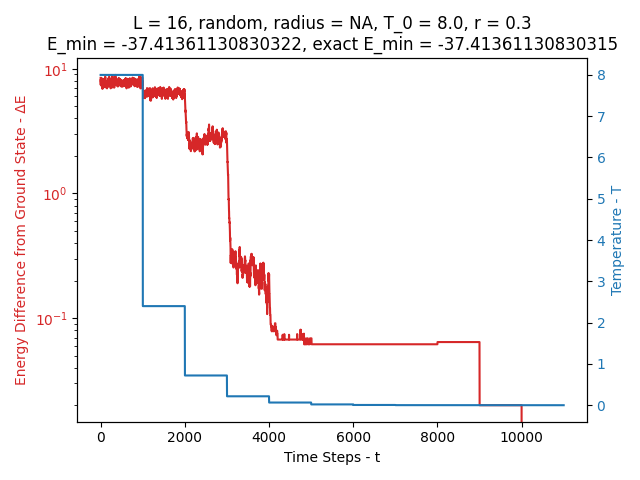 L = 16, random, radius = NA, T_0 = 8.0, r = 0.3
E_min = -37.41361130830322, exact E_min = -37.41361130830315
Energy Difference from Ground State - ΔE
10^1
10^0
10^-1
8
7
6
5
4
3
2
1
0
Temperature - T
0 2000 4000 6000 8000 10000
Time Steps - t